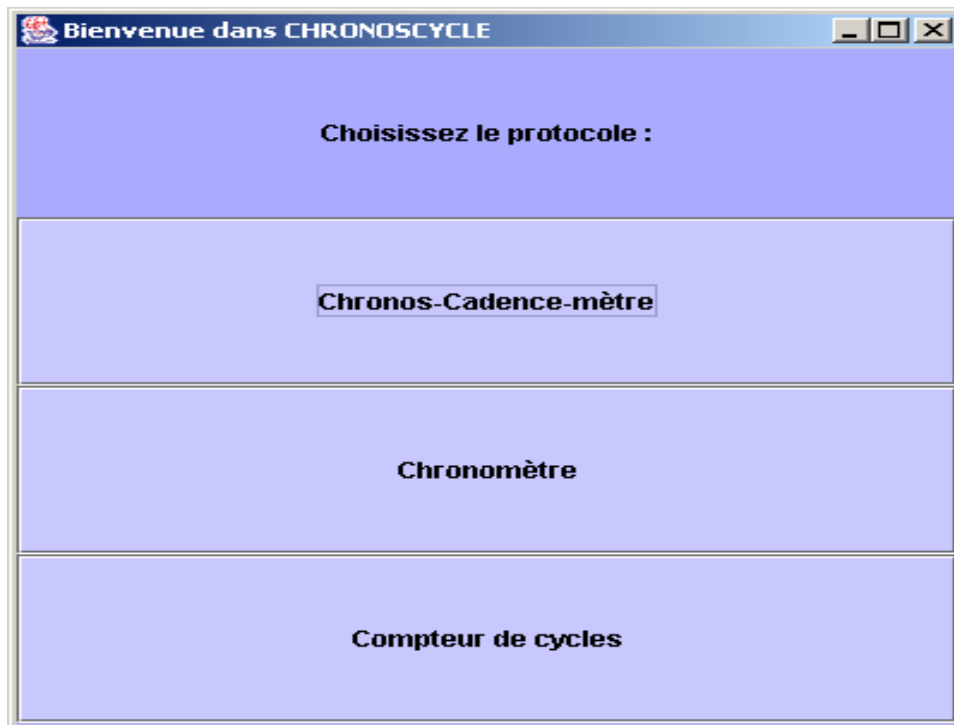 Bienvenue dans CHRONOSCYCLE
Choisissez le protocole :
Chronos-Cadence-mètre
Chronomètre
Compteur de cycles